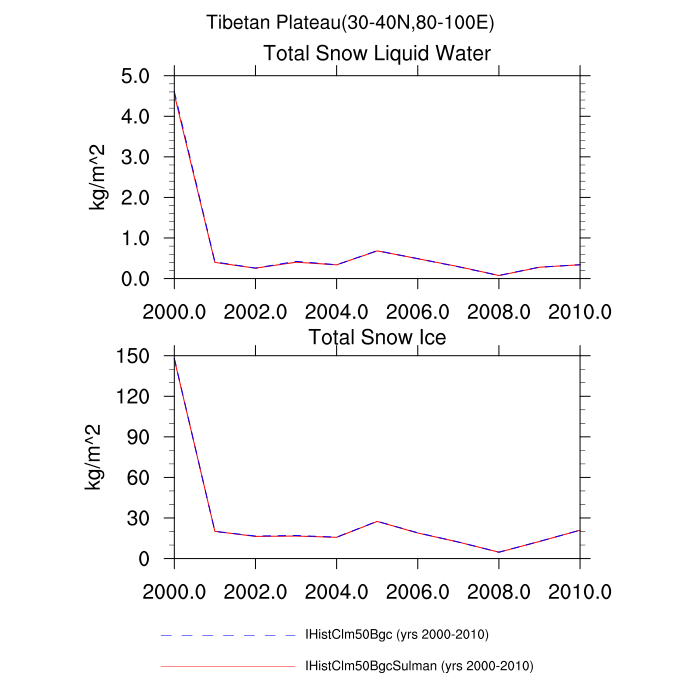 Tibetan Plateau(30-40N,80-100E)
Total Snow Liquid Water
5.0
4.0
3.0
2.0
1.0
0.0
kg/m^2
2000.0 2002.0 2004.0 2006.0 2008.0 2010.0
Total Snow Ice
150
120
90
60
30
0
kg/m^2
2000.0 2002.0 2004.0 2006.0 2008.0 2010.0
IHistClm50Bgc (yrs 2000-2010)
IHistClm50BgcSulman (yrs 2000-2010)